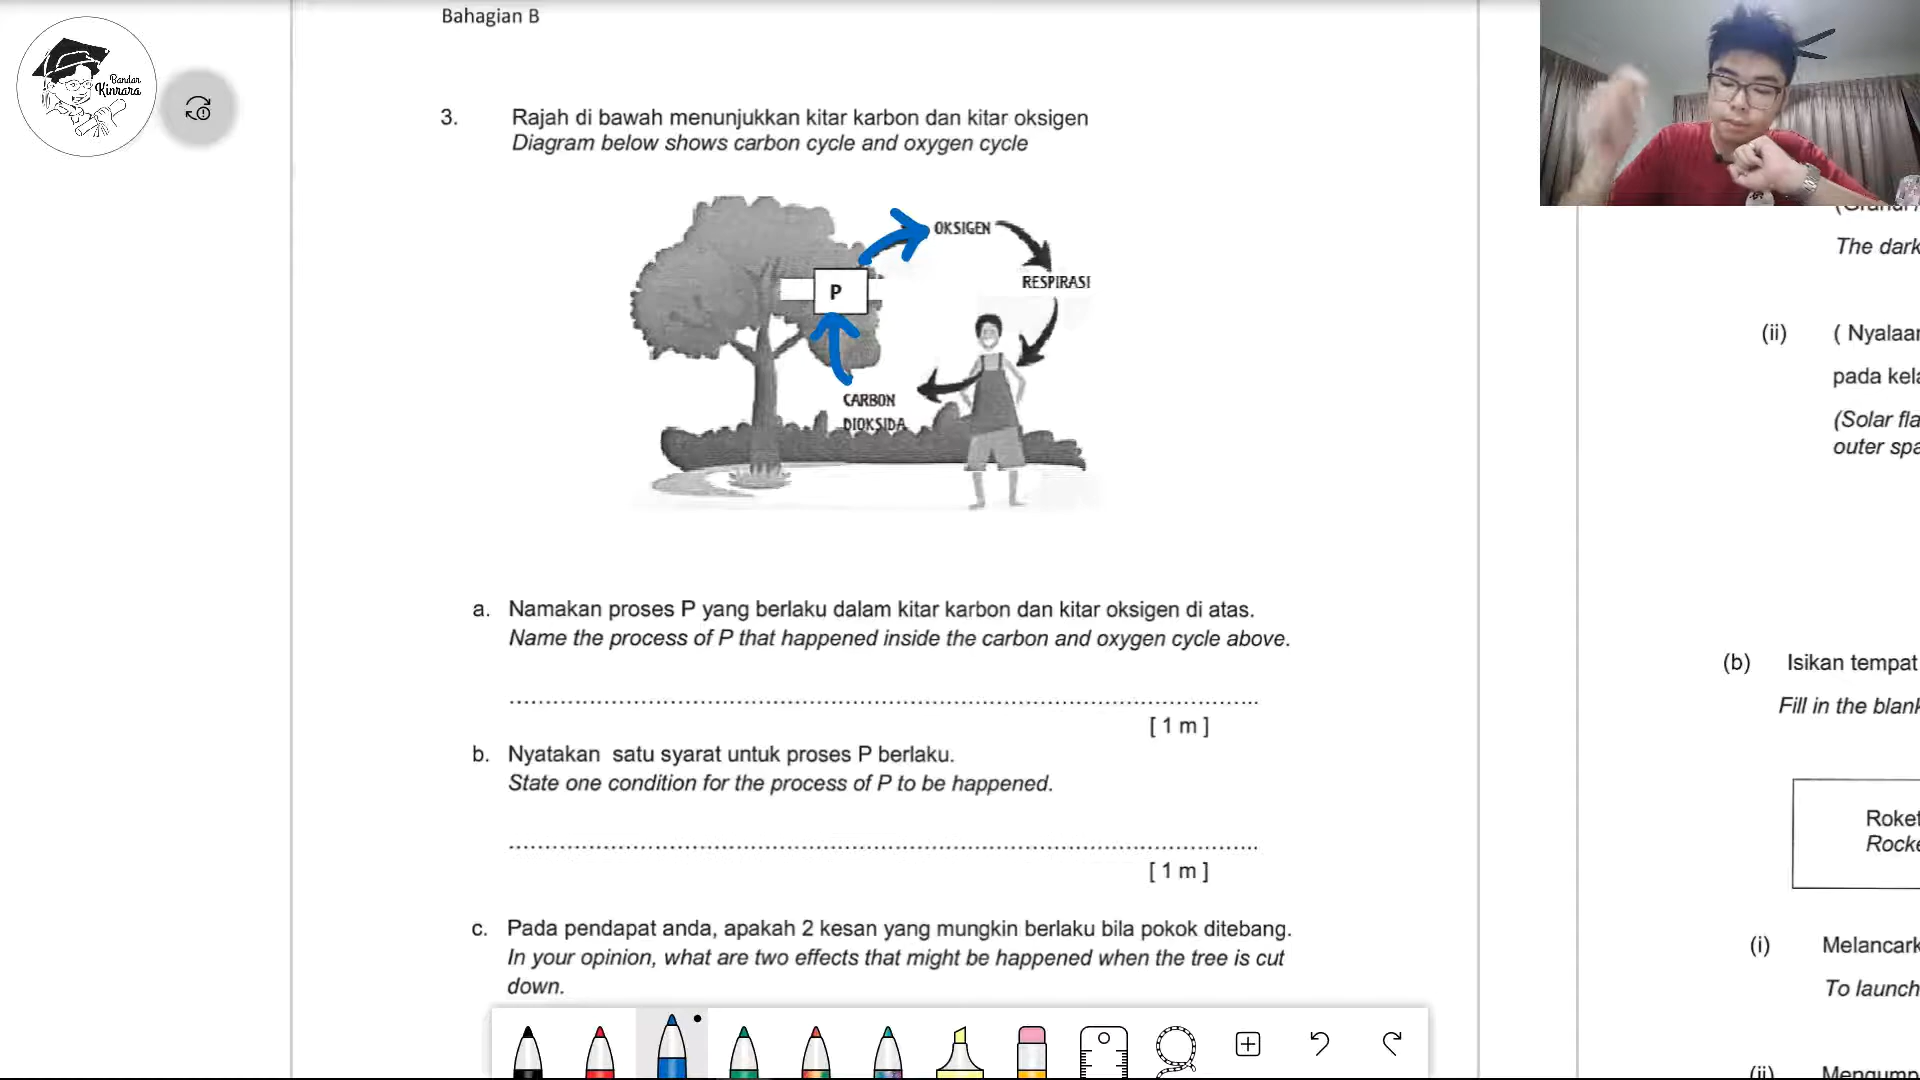 Bahagian B
Bandar
Kinrara
3. Rajah di bawah menunjukkan kitar karbon dan kitar oksigen
Diagram below shows carbon cycle and oxygen cycle
OKSIGEN
RESPIRASI
P
CARBON
DIOKSIDA
a. Namakan proses P yang berlaku dalam kitar karbon dan kitar oksigen di atas.
Name the process of P that happened inside the carbon and oxygen cycle above.
[ 1 m ]
b. Nyatakan satu syarat untuk proses P berlaku.
State one condition for the process of P to be happened.
[ 1 m ]
c. Pada pendapat anda, apakah 2 kesan yang mungkin berlaku bila pokok ditebang.
In your opinion, what are two effects that might be happened when the tree is cut
down.
The dark
(ii) ( Nyalaan
pada kela
(Solar fla
outer spa
(b) Isikan tempat
Fill in the blank
Roket
Rocke
(i) Melancark
To launch
(ii) Mengump